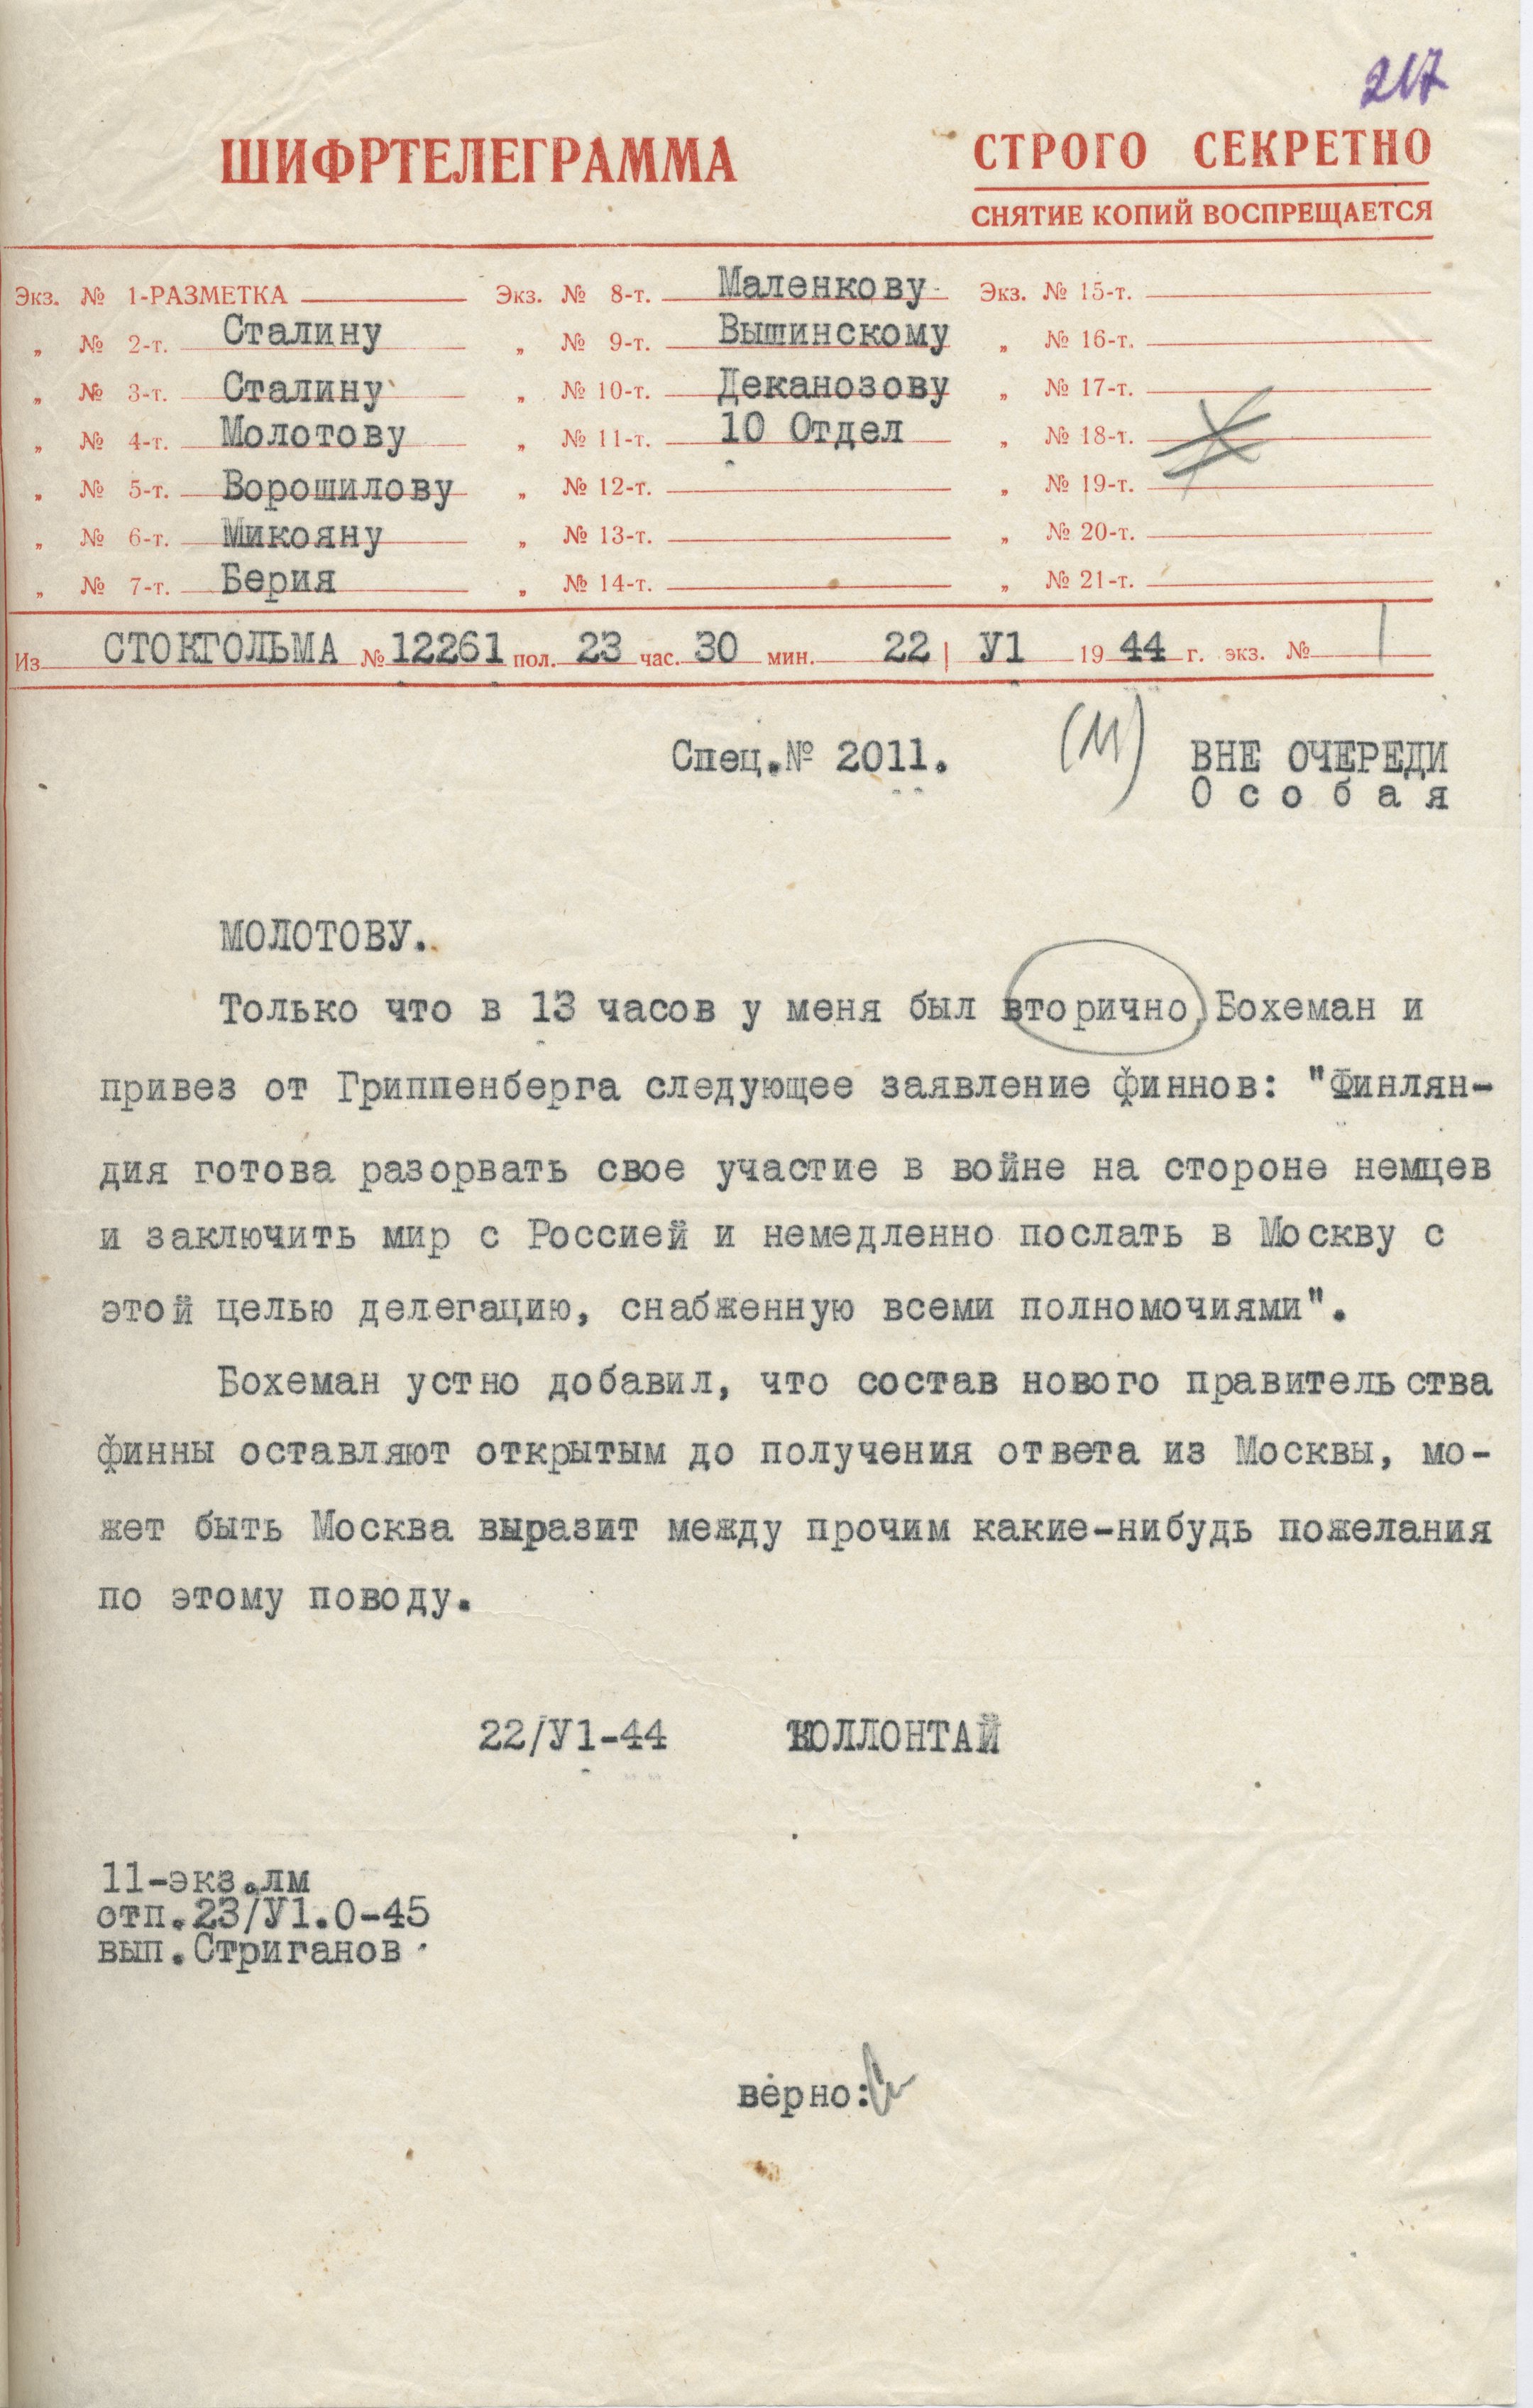 217
ШИФРТЕЛЕГРАММА
СТРОГО СЕКРЕТНО
СНЯТИЕ КОПИЙ ВОСПРЕЩАЕТСЯ
Экз. № 1-РАЗМЕТКА Экз. № 8-т. Маленкову Экз. № 15-т.
„ № 2-т. Сталину „ № 9-т. Вышинскому „ № 16-т.
„ № 3-т. Сталину „ № 10-т. Деканозову „ № 17-т.
„ № 4-т. Молотову „ № 11-т. 10 Отдел „ № 18-т.
„ № 5-т. Ворошилову „ № 12-т. „ № 19-т.
„ № 6-т. Микояну „ № 13-т. „ № 20-т.
„ № 7-т. Берия „ № 14-т. „ № 21-т.
Из СТОКГОЛЬМА № 12261 пол. 23 час. 30 мин. 22 | У1 1944 г. экз. № 1
Спец.№ 2011. ВНЕ ОЧЕРЕДИ
О с о б а я
МОЛОТОВУ.
Только что в 13 часов у меня был вторично Бохеман и
привез от Гриппенберга следующее заявление финнов: "Финлян-
дия готова разорвать свое участие в войне на стороне немцев
и заключить мир с Россией и немедленно послать в Москву с
этой целью делегацию, снабженную всеми полномочиями".
Бохеман устно добавил, что состав нового правительства
финны оставляют открытым до получения ответа из Москвы, мо-
жет быть Москва выразит между прочим какие-нибудь пожелания
по этому поводу.
22/У1-44 КОЛЛОНТАЙ
11-экз.лм
отп.23/У1.0-45
вып.Стриганов
верно: